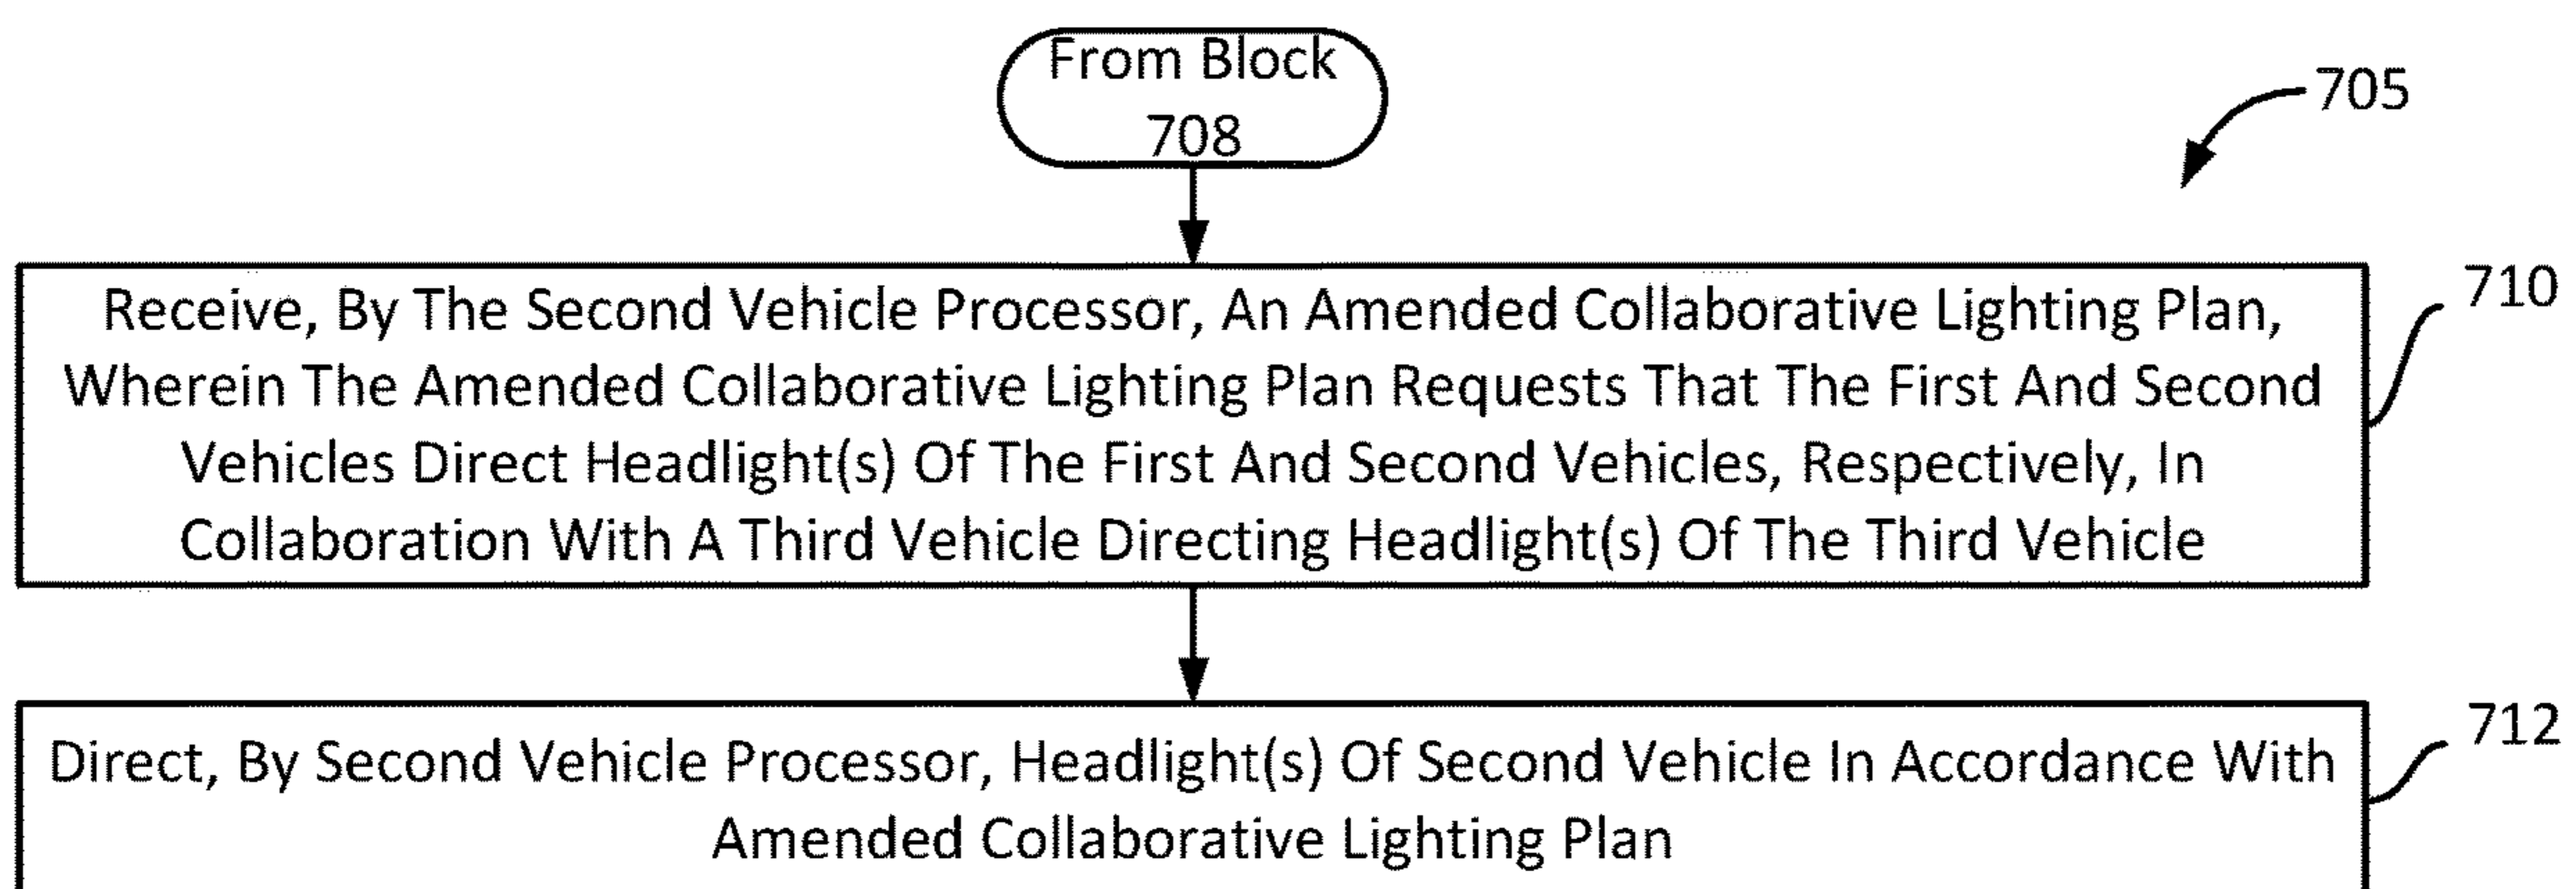 From Block
708
705
710
Receive, By The Second Vehicle Processor, An Amended Collaborative Lighting Plan,
Wherein The Amended Collaborative Lighting Plan Requests That The First And Second
Vehicles Direct Headlight(s) Of The First And Second Vehicles, Respectively, In
Collaboration With A Third Vehicle Directing Headlight(s) Of The Third Vehicle
712
Direct, By Second Vehicle Processor, Headlight(s) Of Second Vehicle In Accordance With
Amended Collaborative Lighting Plan